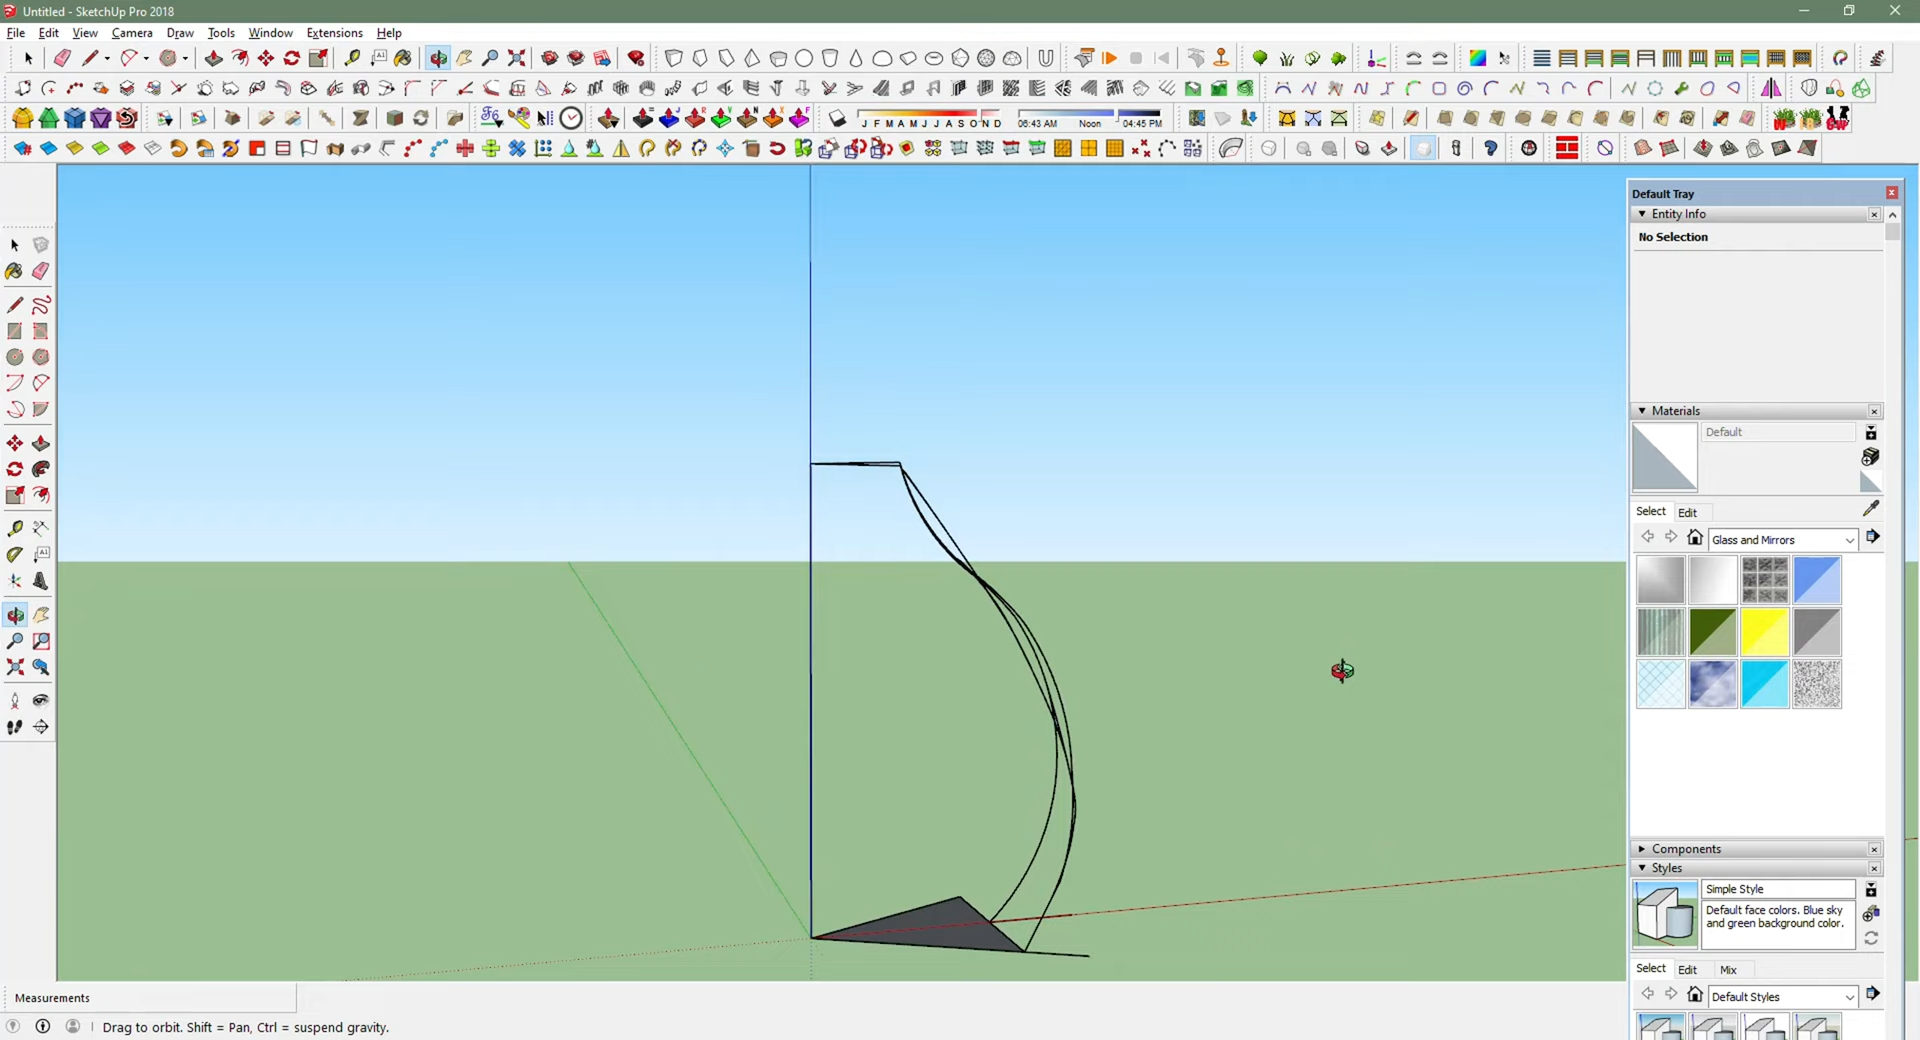 Untitled - SketchUp Pro 2018
File Edit View Camera Draw Tools Window Extensions Help
J F M A M J J A S O N D
06:43 AM Noon 04:45 PM
Default Tray
Entity Info
No Selection
Materials
Default
Select Edit
Glass and Mirrors
Components
Styles
Simple Style
Default face colors. Blue sky
and green background color.
Select Edit Mix
Default Styles
Measurements
Drag to orbit. Shift = Pan, Ctrl = suspend gravity.